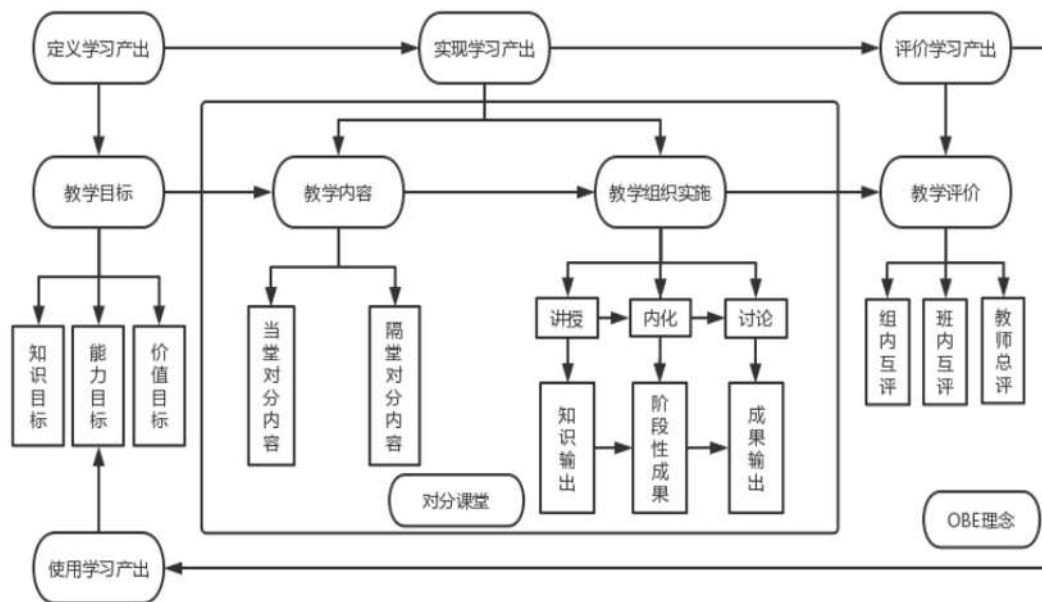 定义学习产出
实现学习产出
评价学习产出
教学目标
教学内容
教学组织实施
教学评价
讲授
内化
讨论
知识目标
能力目标
价值目标
当堂对分内容
隔堂对分内容
组内互评
班内互评
教师总评
知识输出
阶段性成果
成果输出
对分课堂
OBE理念
使用学习产出